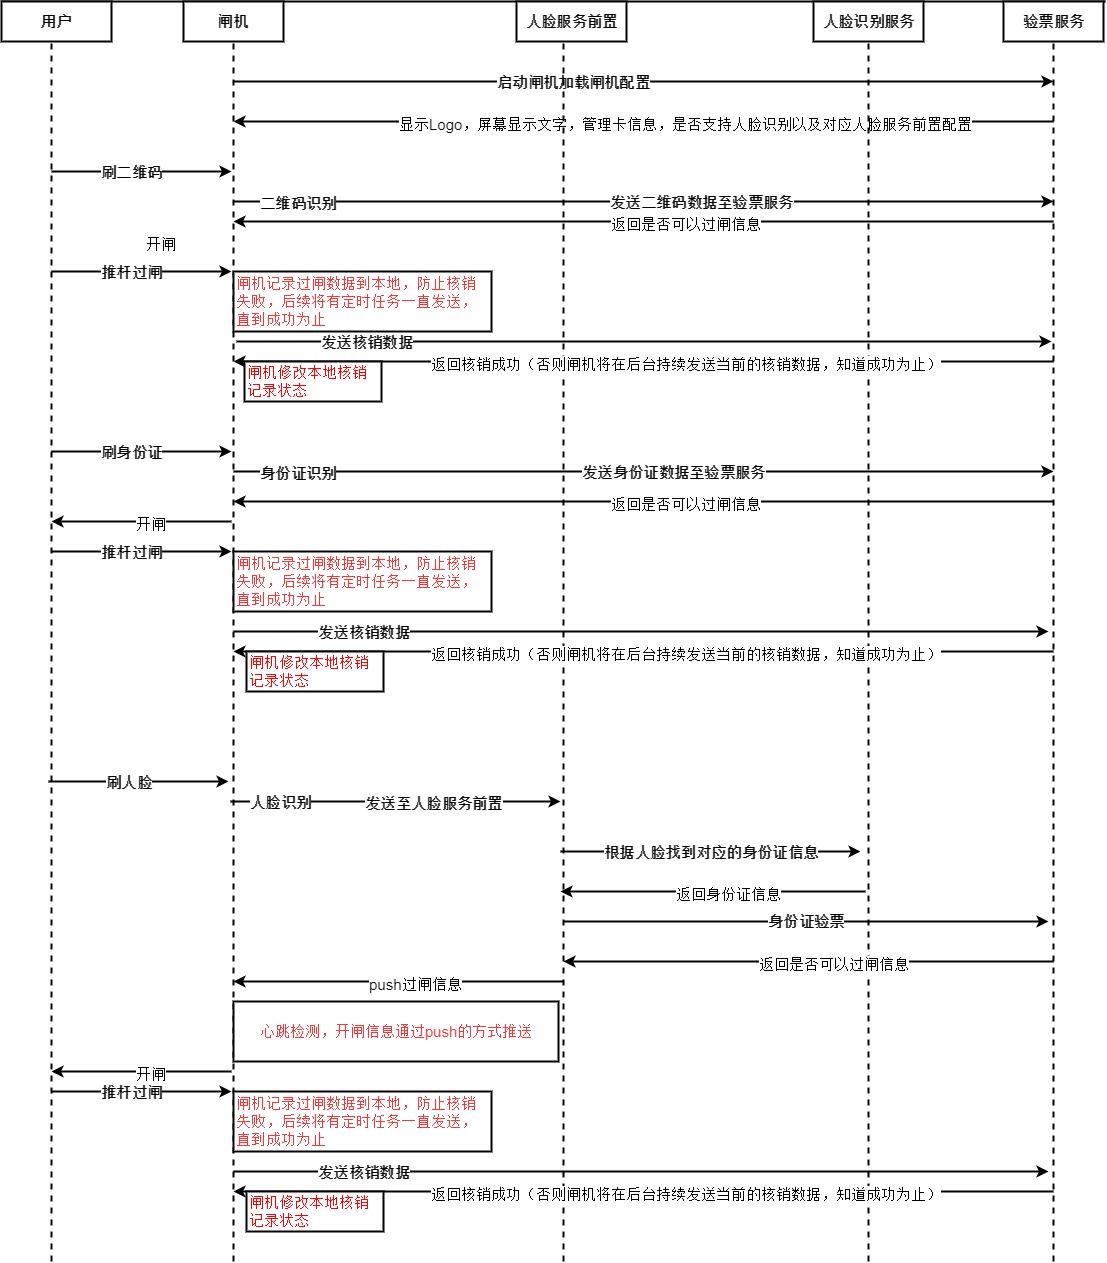 用户
闸机
人脸服务前置
人脸识别服务
验票服务
启动闸机加载闸机配置
显示Logo，屏幕显示文字，管理卡信息，是否支持人脸识别以及对应人脸服务前置配置
刷二维码
二维码识别
发送二维码数据至验票服务
返回是否可以过闸信息
开闸
推杆过闸
闸机记录过闸数据到本地，防止核销
失败，后续将有定时任务一直发送，
直到成功为止
发送核销数据
返回核销成功（否则闸机将在后台持续发送当前的核销数据，知道成功为止）
闸机修改本地核销
记录状态
刷身份证
身份证识别
发送身份证数据至验票服务
返回是否可以过闸信息
开闸
推杆过闸
闸机记录过闸数据到本地，防止核销
失败，后续将有定时任务一直发送，
直到成功为止
发送核销数据
返回核销成功（否则闸机将在后台持续发送当前的核销数据，知道成功为止）
闸机修改本地核销
记录状态
刷人脸
人脸识别
发送至人脸服务前置
根据人脸找到对应的身份证信息
返回身份证信息
身份证验票
返回是否可以过闸信息
push过闸信息
心跳检测，开闸信息通过push的方式推送
开闸
推杆过闸
闸机记录过闸数据到本地，防止核销
失败，后续将有定时任务一直发送，
直到成功为止
发送核销数据
返回核销成功（否则闸机将在后台持续发送当前的核销数据，知道成功为止）
闸机修改本地核销
记录状态